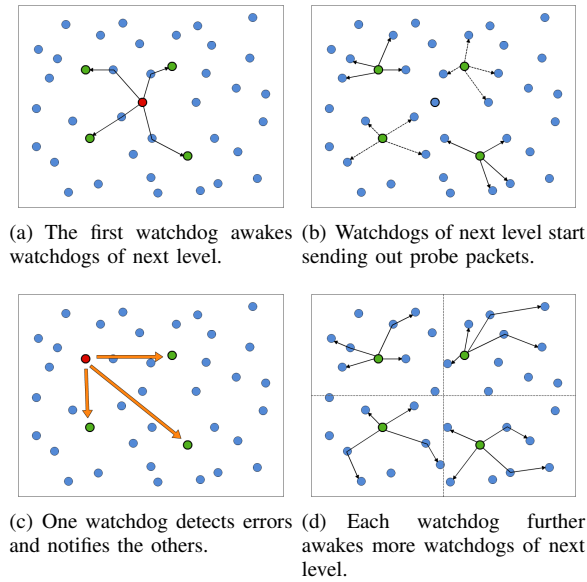 (a) The first watchdog awakes
watchdogs of next level.
(b) Watchdogs of next level start
sending out probe packets.
(c) One watchdog detects errors
and notifies the others.
(d) Each watchdog further
awakes more watchdogs of next
level.